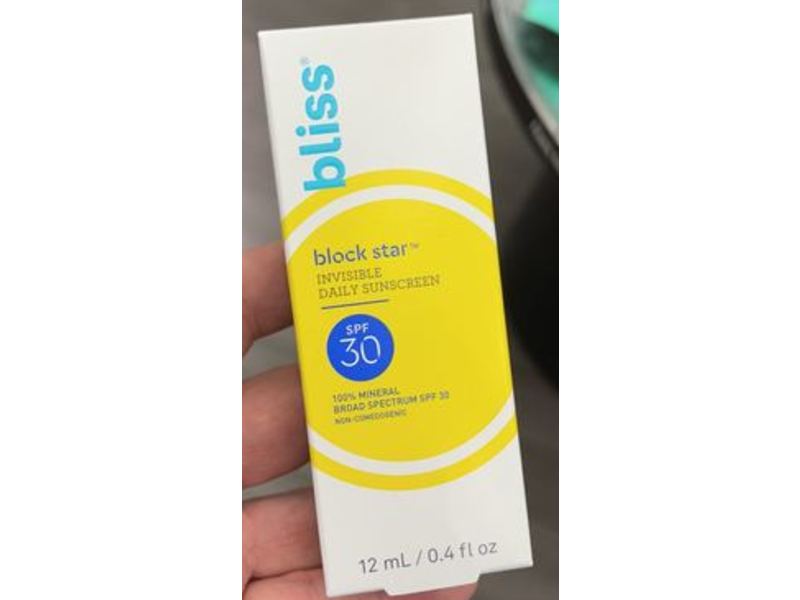 bliss®
block star™
INVISIBLE
DAILY SUNSCREEN
SPF
30
100% MINERAL
BROAD SPECTRUM SPF 30
NON-COMEDOGENIC
12 mL / 0.4 fl oz